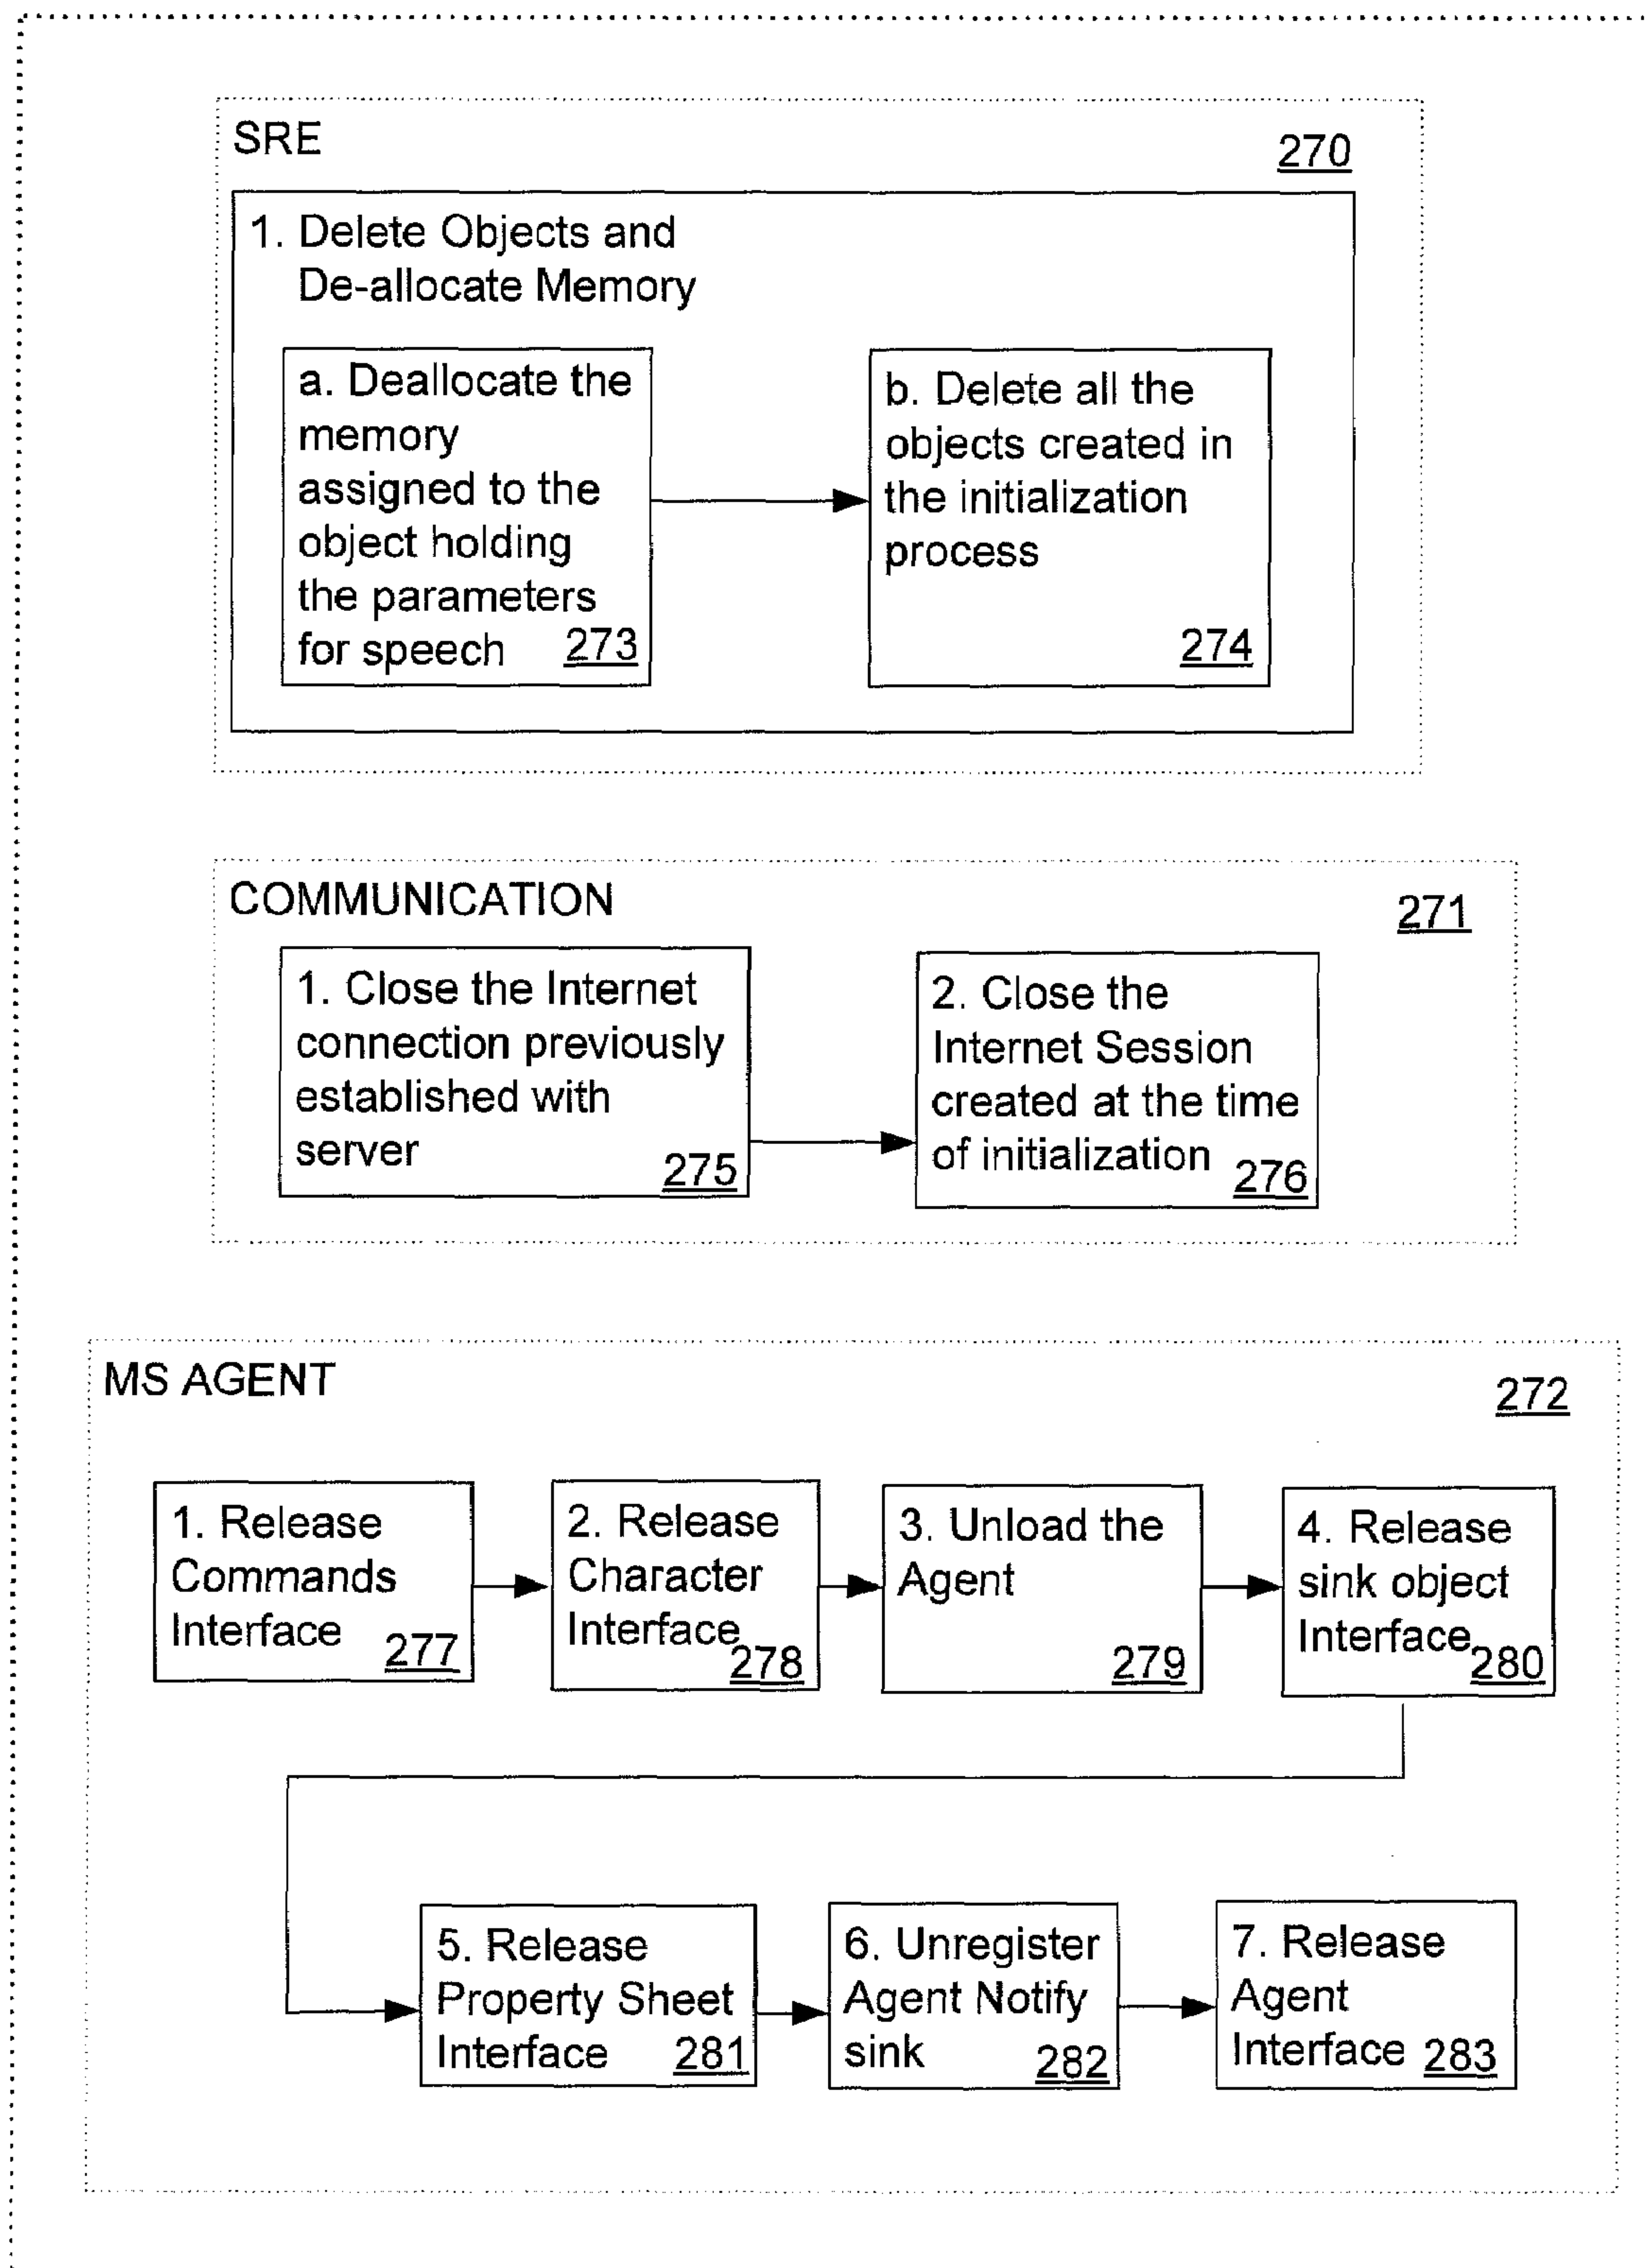 SRE
270
1. Delete Objects and
De-allocate Memory
a. Deallocate the
memory
assigned to the
object holding
the parameters
for speech 273
b. Delete all the
objects created in
the initialization
process
274
COMMUNICATION
271
1. Close the Internet
connection previously
established with
server 275
2. Close the
Internet Session
created at the time
of initialization 276
MS AGENT
272
1. Release
Commands
Interface 277
2. Release
Character
Interface 278
3. Unload the
Agent
279
4. Release
sink object
Interface 280
5. Release
Property Sheet
Interface 281
6. Unregister
Agent Notify
sink 282
7. Release
Agent
Interface 283